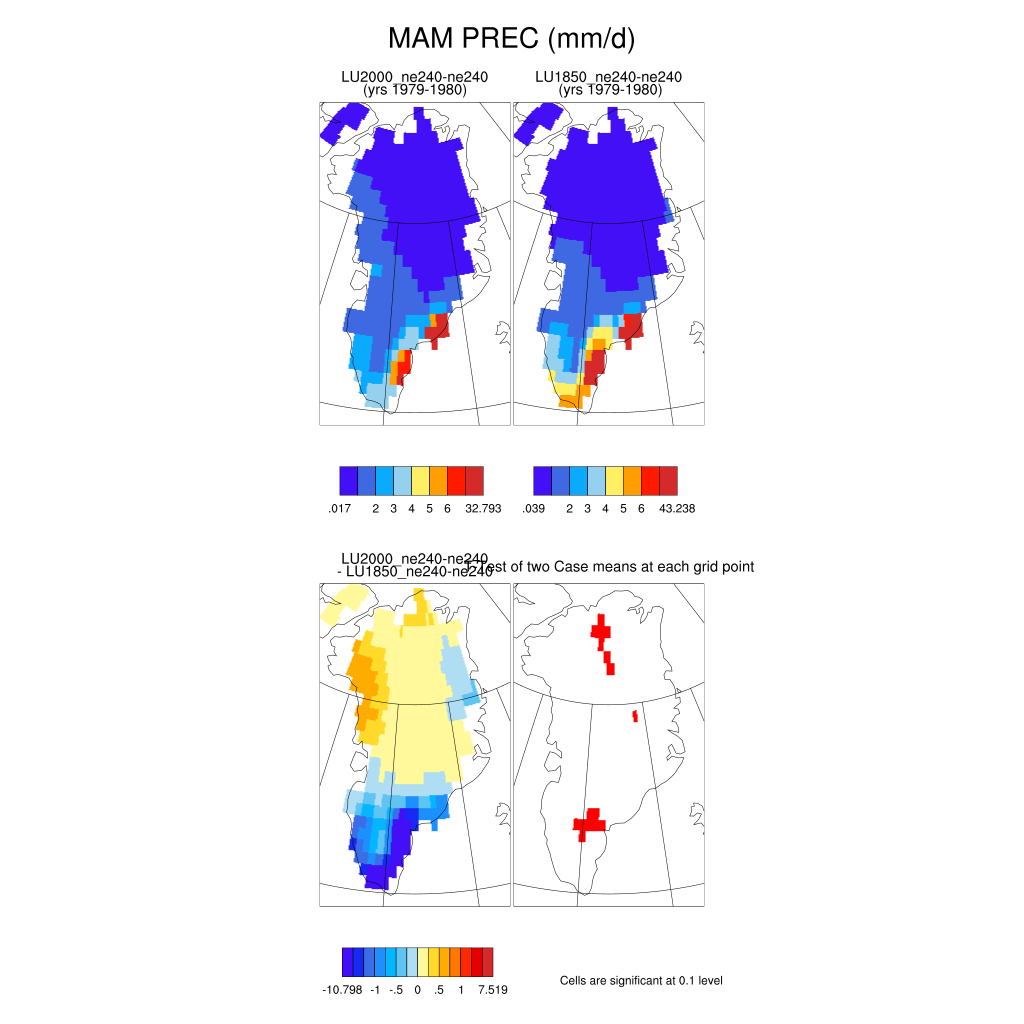 MAM PREC (mm/d)
LU2000_ne240-ne240
(yrs 1979-1980)
LU1850_ne240-ne240
(yrs 1979-1980)
.017 2 3 4 5 6 32.793
.039 2 3 4 5 6 43.238
LU2000_ne240-ne240
- LU1850_ne240-ne240
T-Test of two Case means at each grid point
-10.798 -1 -.5 0 .5 1 7.519
Cells are significant at 0.1 level